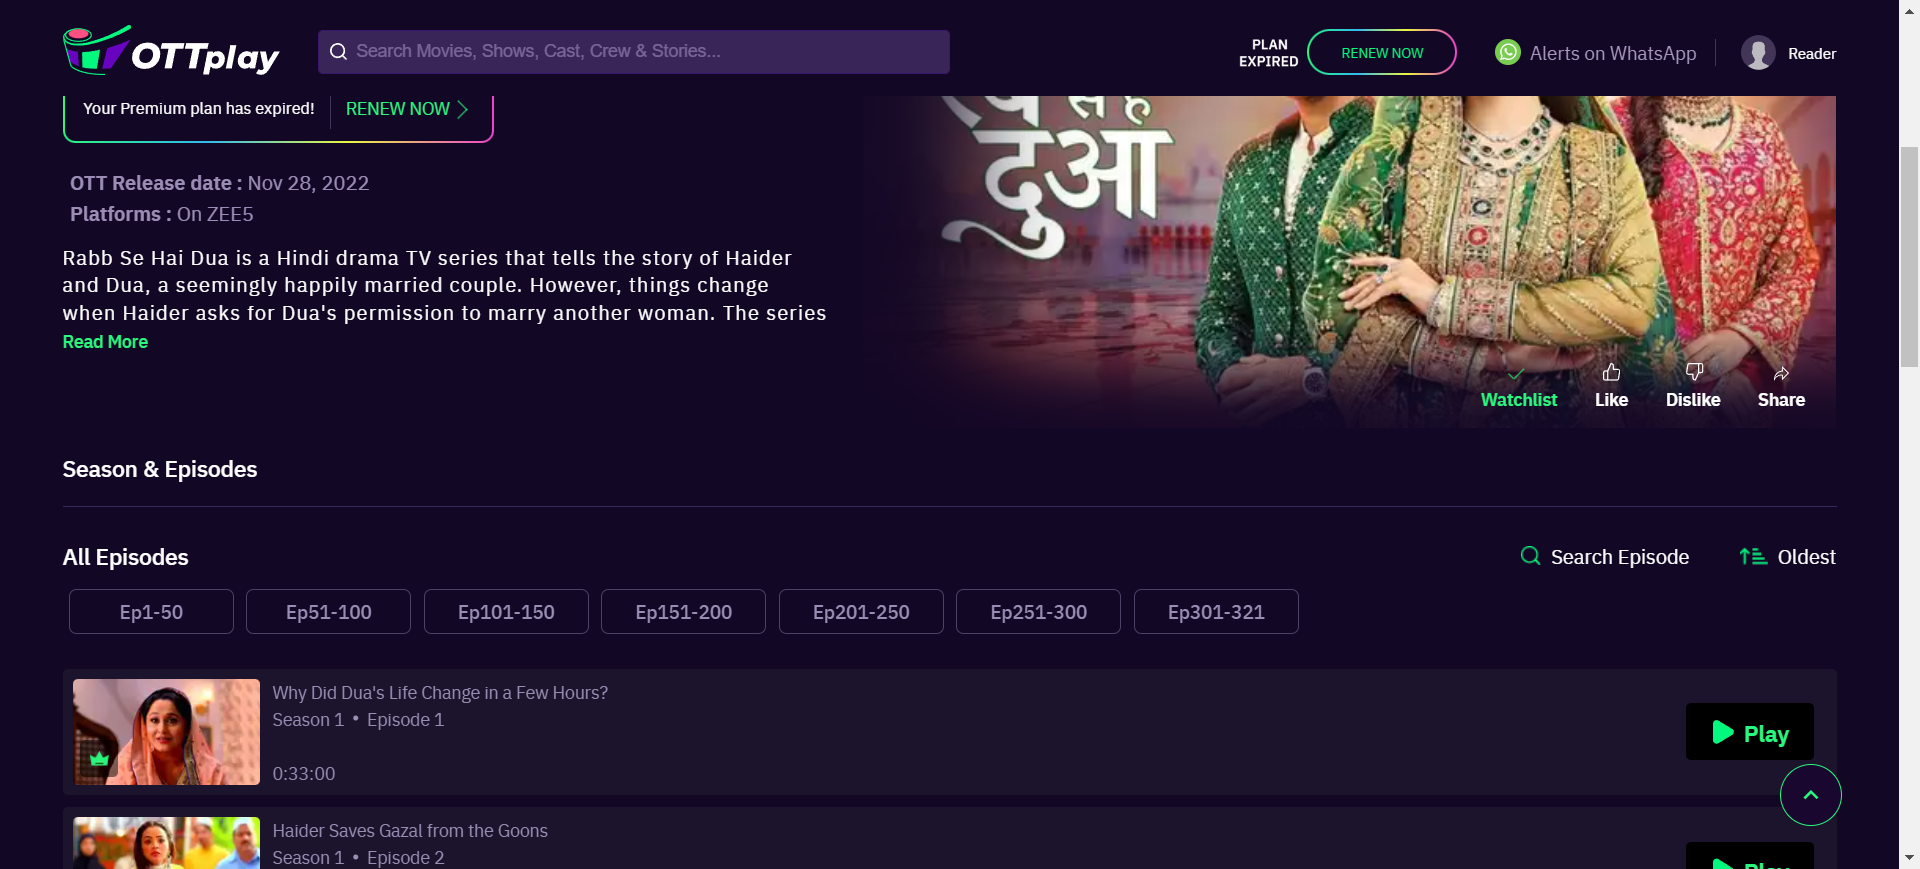 OTTplay
Search Movies, Shows, Cast, Crew & Stories...
PLAN
EXPIRED
RENEW NOW
Alerts on WhatsApp
Reader
Your Premium plan has expired!
RENEW NOW
दुआ
OTT Release date : Nov 28, 2022
Platforms : On ZEE5
Rabb Se Hai Dua is a Hindi drama TV series that tells the story of Haider
and Dua, a seemingly happily married couple. However, things change
when Haider asks for Dua's permission to marry another woman. The series
Read More
Watchlist
Like
Dislike
Share
Season & Episodes
All Episodes
Search Episode
Oldest
Ep1-50
Ep51-100
Ep101-150
Ep151-200
Ep201-250
Ep251-300
Ep301-321
Why Did Dua's Life Change in a Few Hours?
Season 1 • Episode 1
0:33:00
Play
Haider Saves Gazal from the Goons
Season 1 • Episode 2
Play